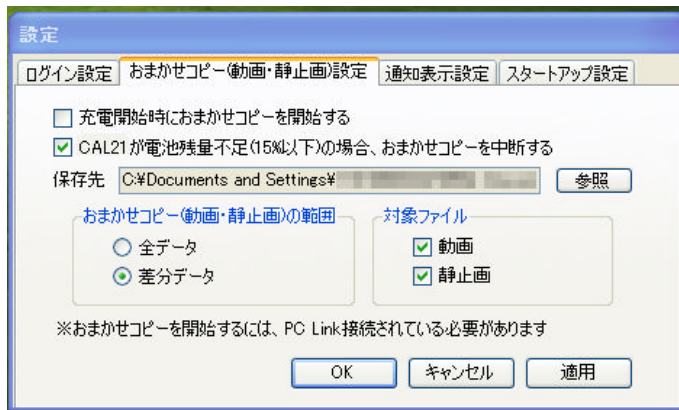 設定
ログイン設定 おまかせコピー(動画・静止画)設定 通知表示設定 スタートアップ設定
充電開始時におまかせコピーを開始する
CAL21が電池残量不足(15%以下)の場合、おまかせコピーを中断する
保存先 C:¥Documents and Settings¥ 参照
おまかせコピー(動画・静止画)の範囲 対象ファイル
全データ 動画
差分データ 静止画
※おまかせコピーを開始するには、PC Link接続されている必要があります
OK キャンセル 適用